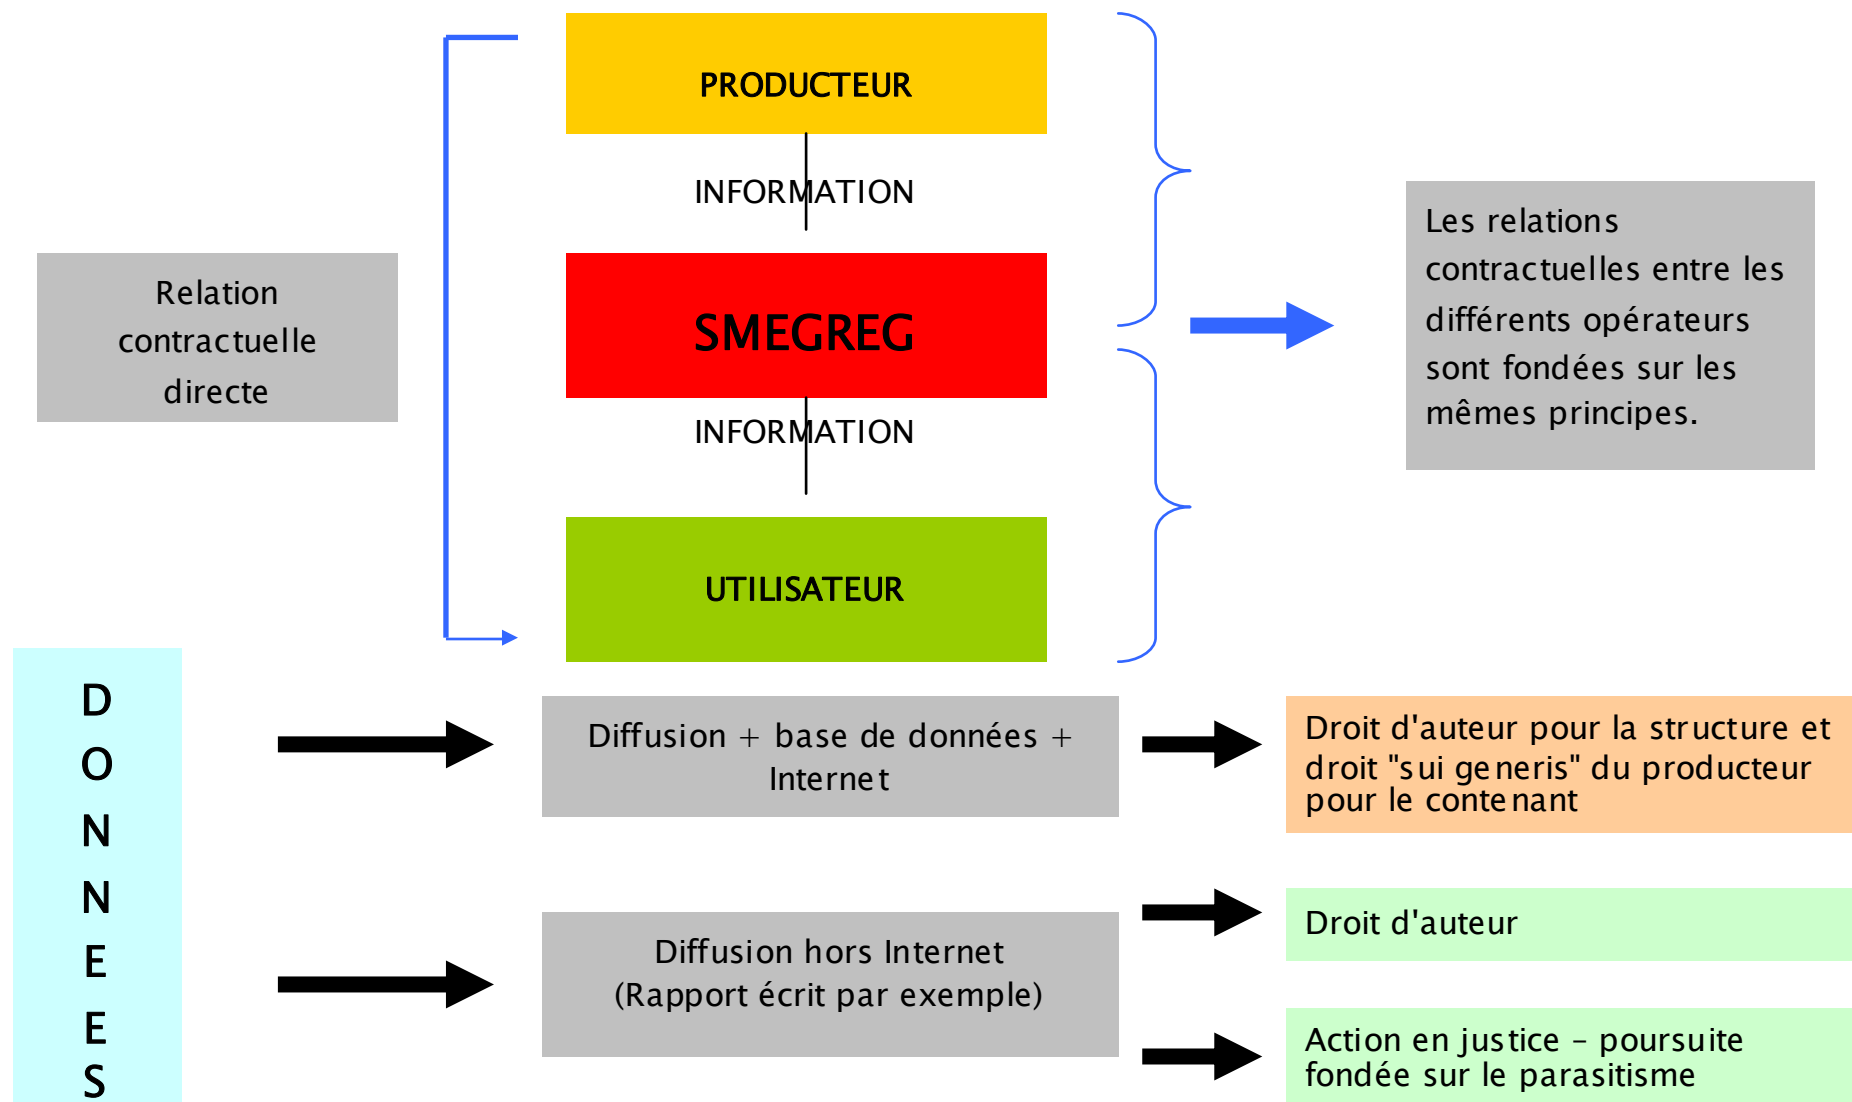 PRODUCTEUR
INFORMATION
Relation
contractuelle
directe
SMEGREG
Les relations
contractuelles entre les
différents opérateurs
sont fondées sur les
mêmes principes.
INFORMATION
UTILISATEUR
D
O
N
N
E
E
S
Diffusion + base de données +
Internet
Droit d'auteur pour la structure et
droit "sui generis" du producteur
pour le contenant
Diffusion hors Internet
(Rapport écrit par exemple)
Droit d'auteur
Action en justice – poursuite
fondée sur le parasitisme